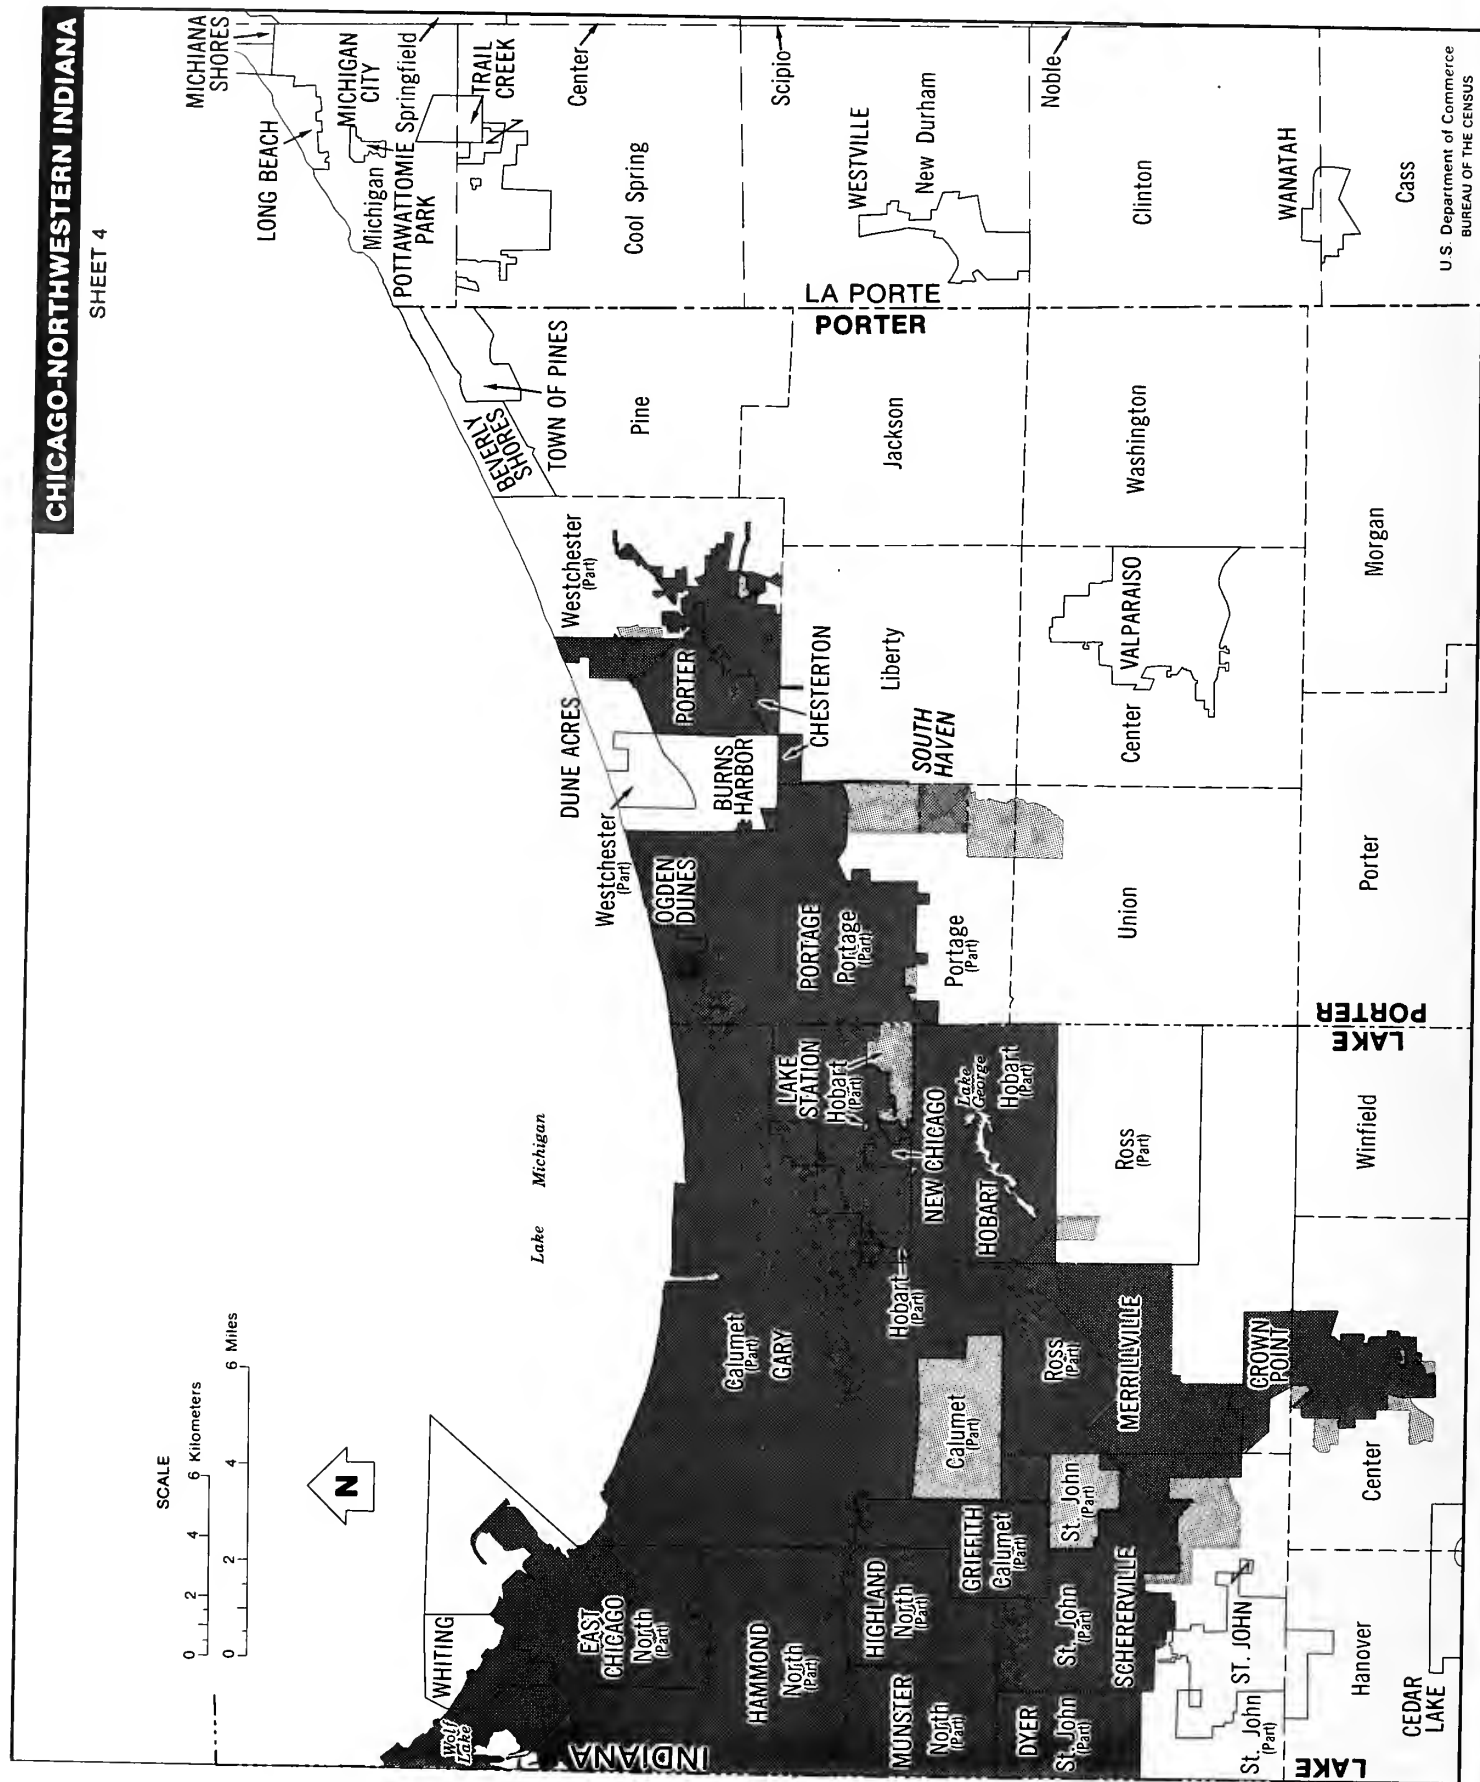 CHICAGO-NORTHWESTERN INDIANA
SHEET 4
SCALE
0 2 4 6 Kilometers
0 2 4 6 Miles
N
Lake Michigan
MICHIANA
SHORES
LONG BEACH
MICHIGAN
CITY
Michigan
Springfield
POTTAWATTOMIE
PARK
TRAIL
CREEK
Center
Cool Spring
Scipio
WESTVILLE
New Durham
Noble
Clinton
WANATAH
Cass
LA PORTE
PORTER
BEVERLY
SHORES
TOWN OF PINES
Pine
Jackson
Washington
Morgan
Westchester
(Part)
DUNE ACRES
PORTER
CHESTERTON
Liberty
VALPARAISO
Center
Westchester
(Part)
BURNS
HARBOR
SOUTH
HAVEN
OGDEN
DUNES
PORTAGE
Portage
(Part)
Portage
(Part)
Union
Porter
PORTER
LAKE
LAKE
STATION
Hobart
(Part)
NEW CHICAGO
Lake
George
Hobart
(Part)
HOBART
Ross
(Part)
Winfield
Calumet
(Part)
GARY
Hobart
(Part)
Calumet
(Part)
Ross
(Part)
MERRILLVILLE
CROWN
POINT
Center
WHITING
Wolf
Lake
EAST
CHICAGO
North
(Part)
HAMMOND
North
(Part)
HIGHLAND
North
(Part)
GRIFFITH
Calumet
(Part)
St. John
(Part)
MUNSTER
North
(Part)
DYER
St. John
(Part)
St. John
(Part)
SCHERERVILLE
ST. JOHN
St. John
(Part)
Hanover
CEDAR
LAKE
INDIANA
LAKE
U.S. Department of Commerce
BUREAU OF THE CENSUS